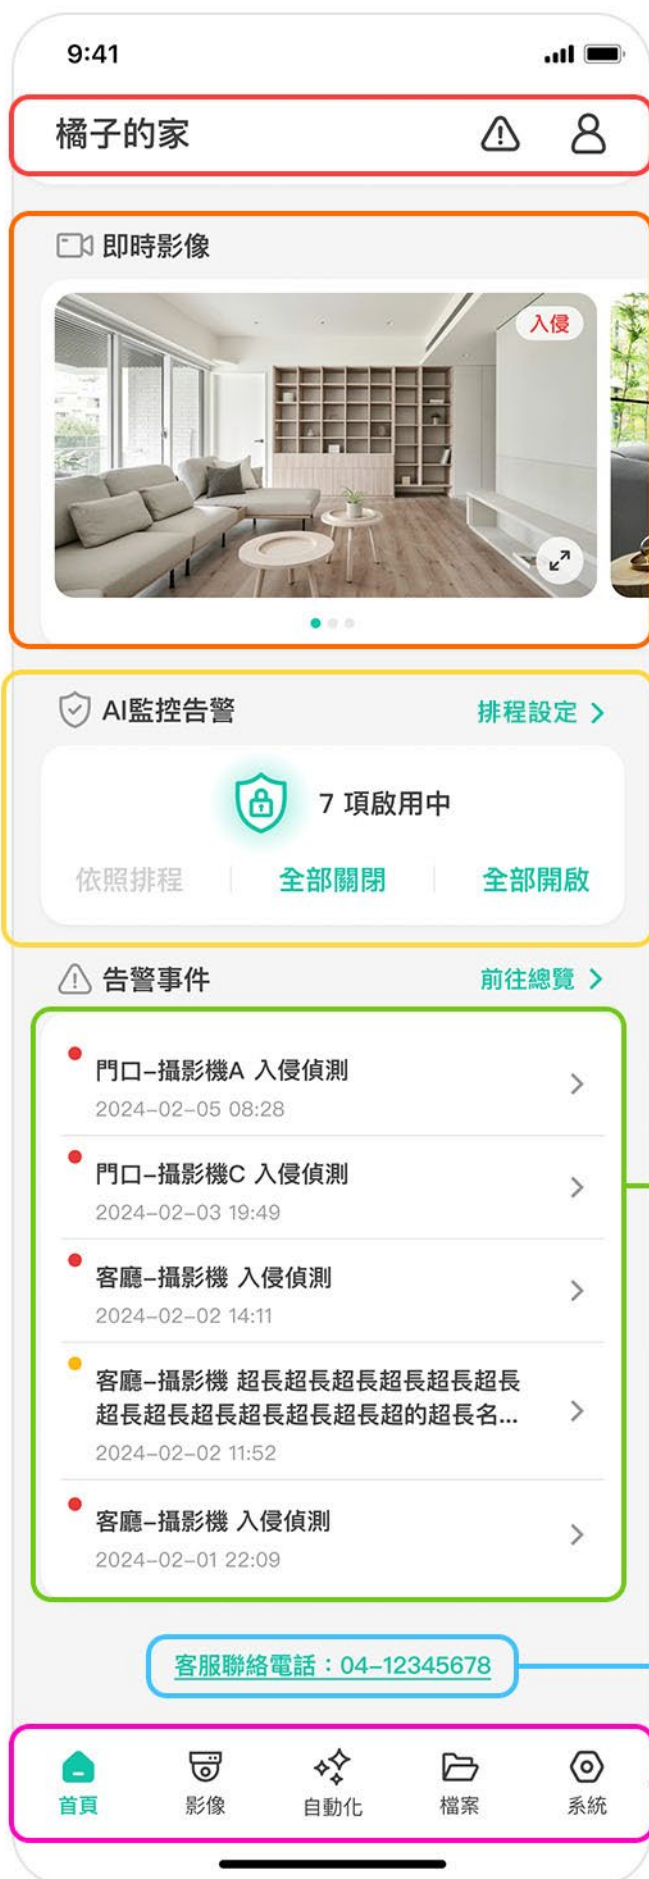 9:41
橘子的家
即時影像
入侵
AI監控告警
排程設定
7 項啟用中
依照排程
全部關閉
全部開啟
告警事件
前往總覽
門口–攝影機A 入侵偵測
2024–02–05 08:28
門口–攝影機C 入侵偵測
2024–02–03 19:49
客廳–攝影機 入侵偵測
2024–02–02 14:11
客廳–攝影機 超長超長超長超長超長超長
超長超長超長超長超長超長超的超長名...
2024–02–02 11:52
客廳–攝影機 入侵偵測
2024–02–01 22:09
客服聯絡電話：04–12345678
首頁
影像
自動化
檔案
系統